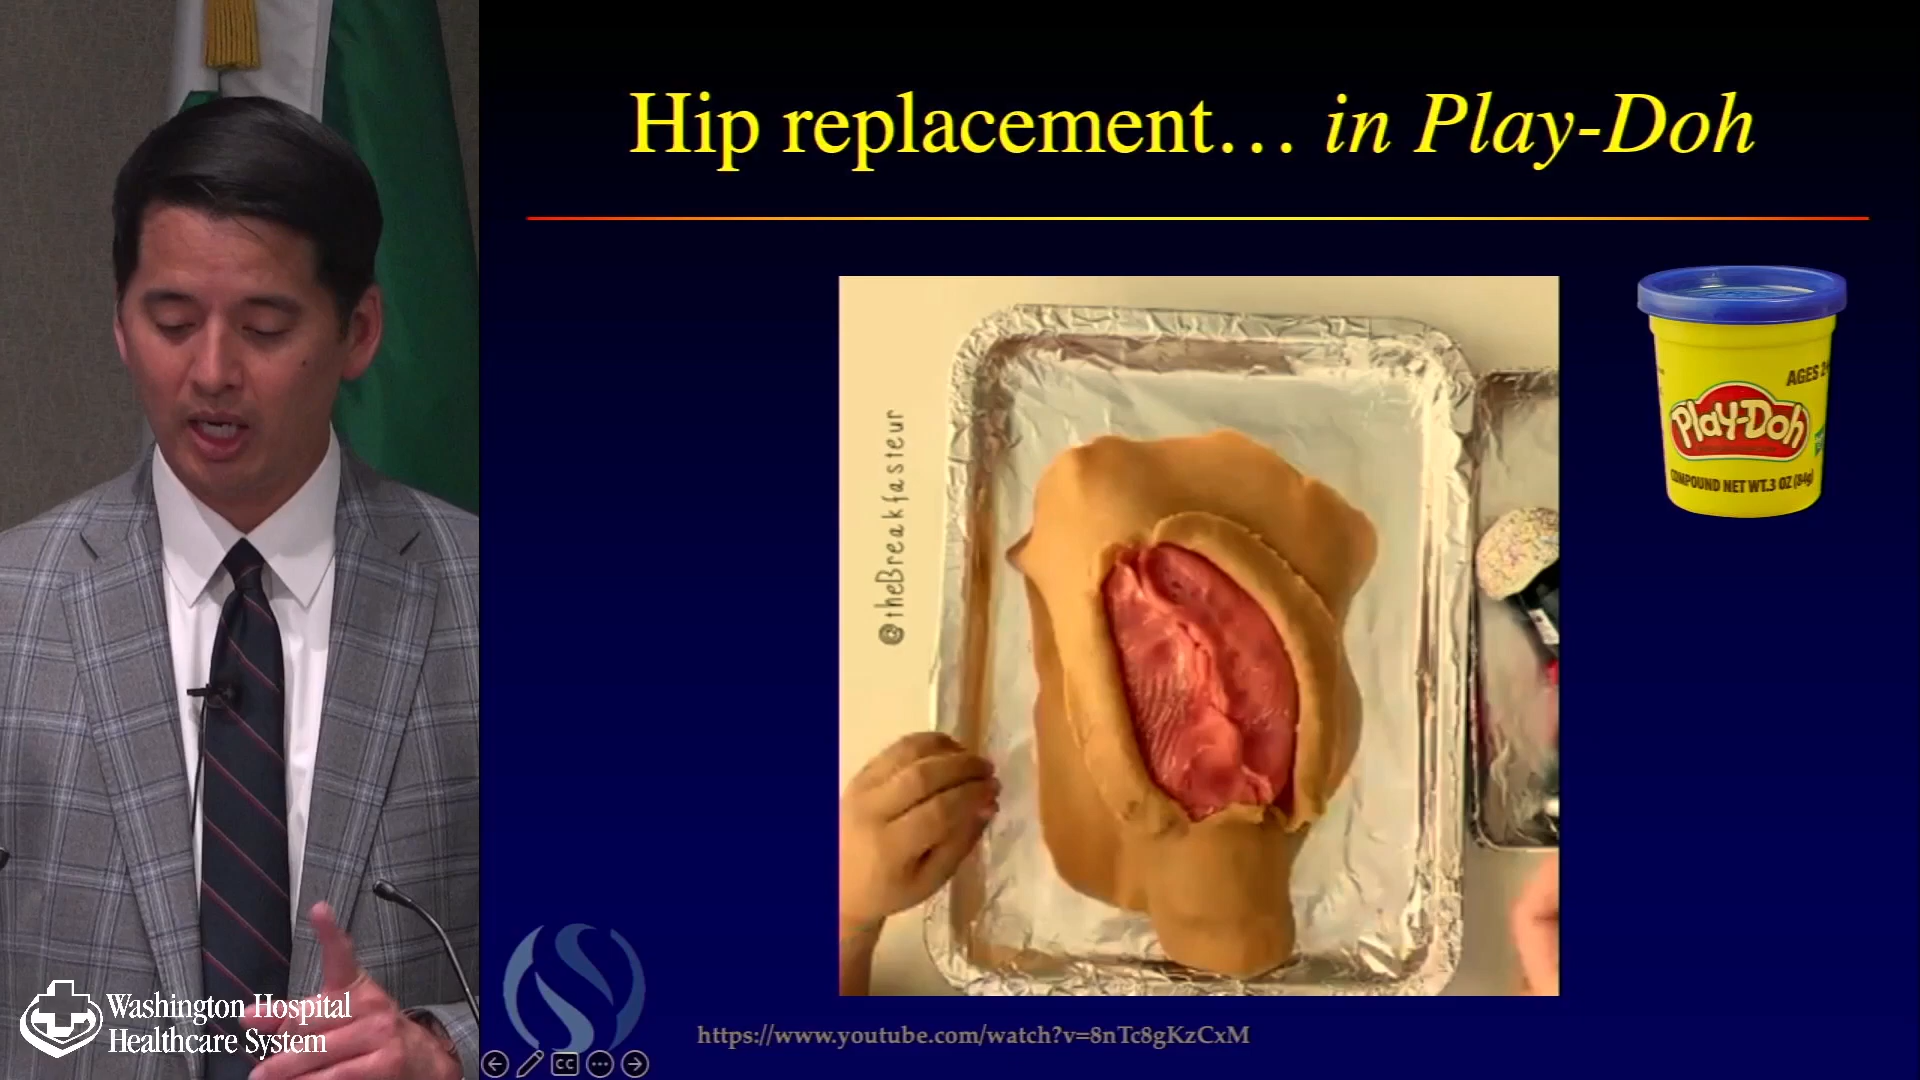 Hip replacement… in Play-Doh
@theBreakfasteur
AGES 2+
Play-Doh
COMPOUND NET WT.3 OZ (84g)
https://www.youtube.com/watch?v=8nTc8gKzCxM
Washington Hospital
Healthcare System
CC